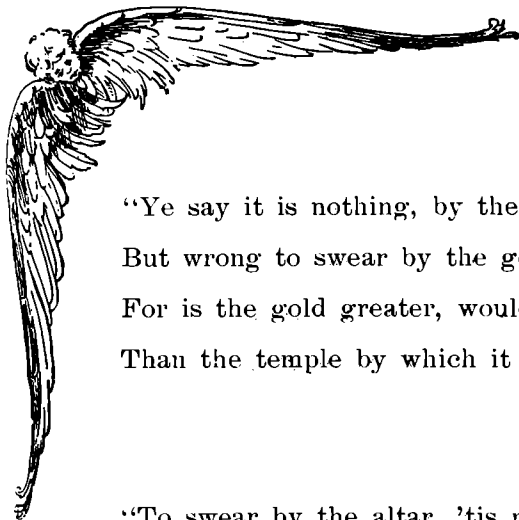 “Ye say it is nothing, by the
But wrong to swear by the g
For is the gold greater, woul
Than the temple by which it
“To swear by the altar, ’tis